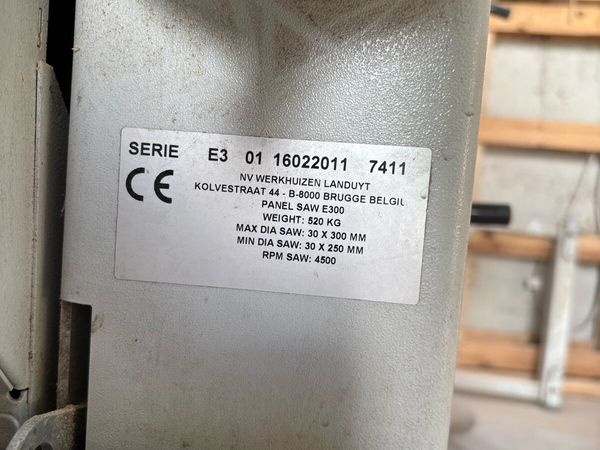 SERIE E3 01 16022011 7411
CE
NV WERKHUIZEN LANDUYT
KOLVESTRAAT 44 - B-8000 BRUGGE BELGIU
PANEL SAW E300
WEIGHT: 520 KG
MAX DIA SAW: 30 X 300 MM
MIN DIA SAW: 30 X 250 MM
RPM SAW: 4500